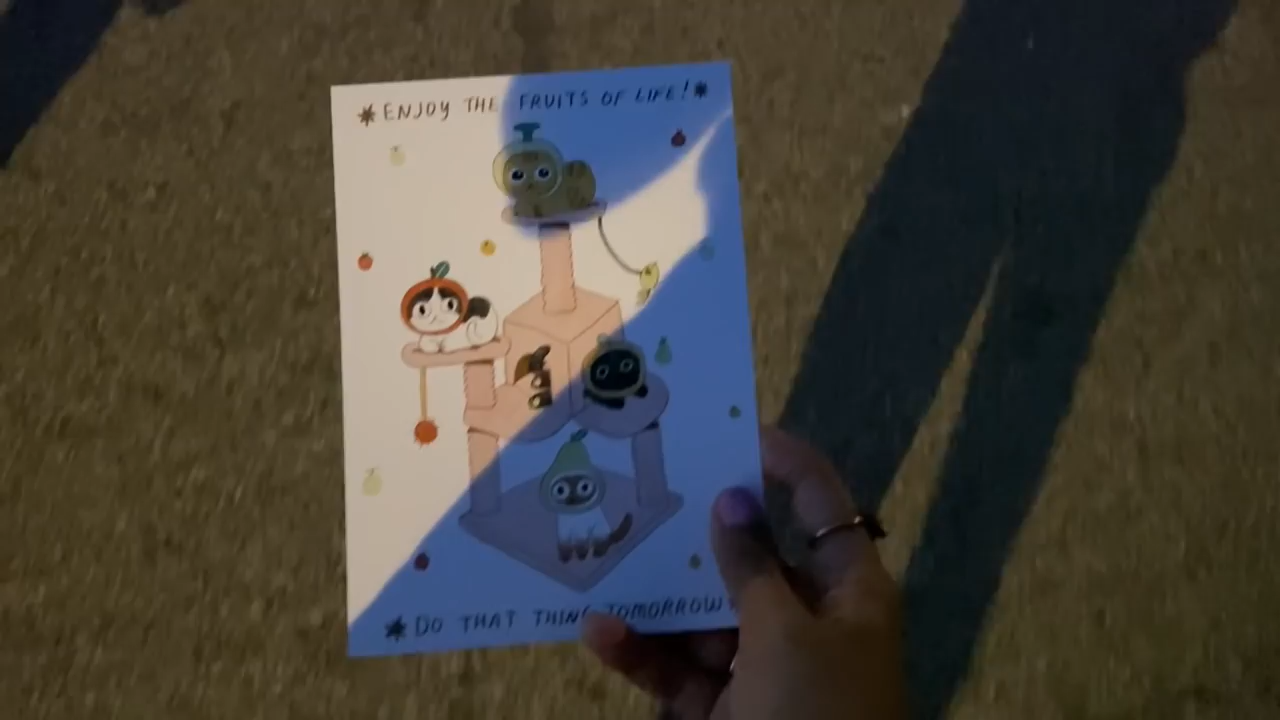 * ENJOY THE FRUITS OF LIFE! *
* DO THAT THING TOMORROW